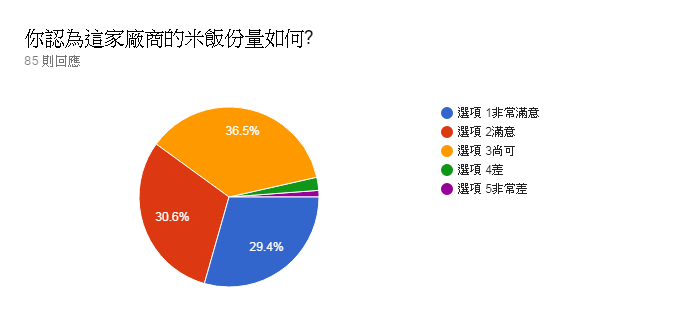 你認為這家廠商的米飯份量如何?
85 則回應
選項 1非常滿意
選項 2滿意
選項 3尚可
選項 4差
選項 5非常差
36.5%
30.6%
29.4%